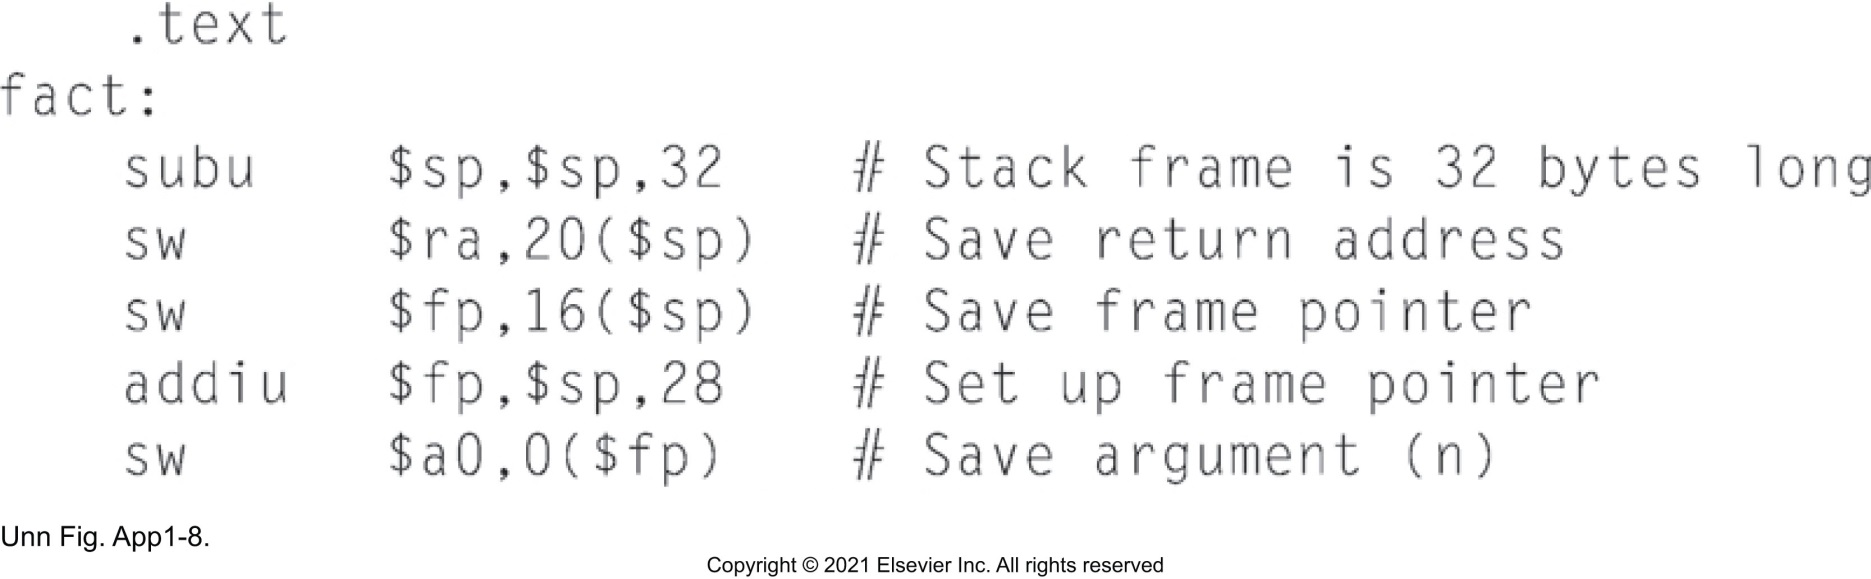 .text
fact:
subu $sp,$sp,32 # Stack frame is 32 bytes long
sw $ra,20($sp) # Save return address
sw $fp,16($sp) # Save frame pointer
addiu $fp,$sp,28 # Set up frame pointer
sw $a0,0($fp) # Save argument (n)
Unn Fig. App1-8.
Copyright © 2021 Elsevier Inc. All rights reserved